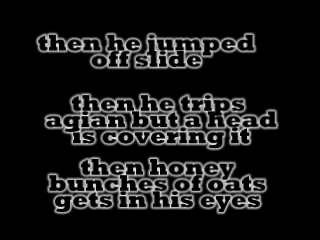 then he jumped
off slide
then he trips
agian but a head
is covering it
then honey
bunches of oats
gets in his eyes